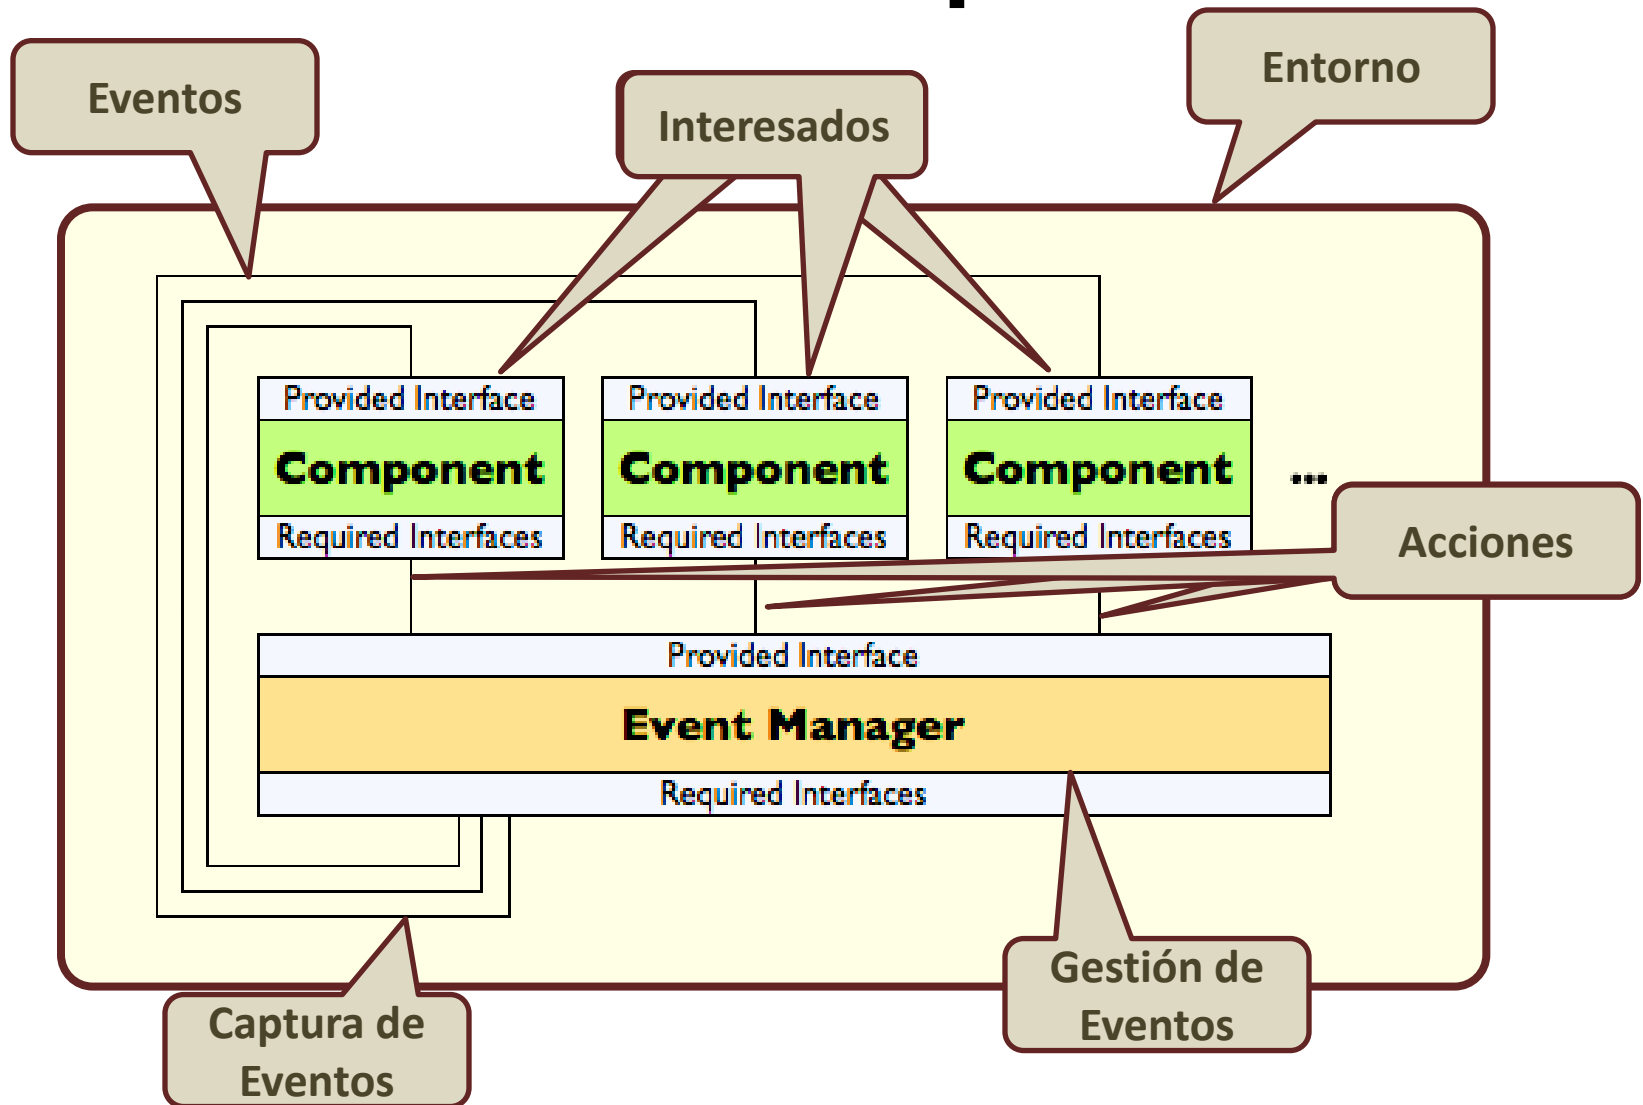 Eventos
Interesados
Entorno
Provided Interface
Provided Interface
Provided Interface
Component
Component
Component
...
Required Interfaces
Required Interfaces
Required Interfaces
Acciones
Provided Interface
Event Manager
Required Interfaces
Gestión de
Eventos
Captura de
Eventos